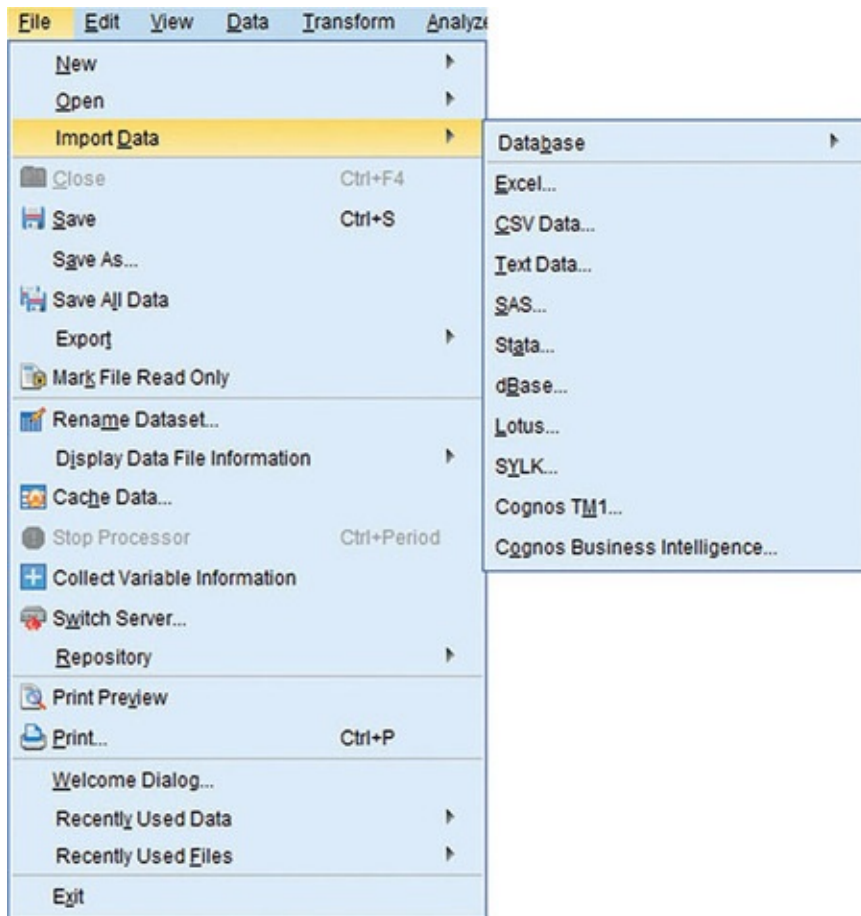 File Edit View Data Transform Analyze
New
Open
Import Data
Close Ctrl+F4
Save Ctrl+S
Save As...
Save All Data
Export
Mark File Read Only
Rename Dataset...
Display Data File Information
Cache Data...
Stop Processor Ctrl+Period
Collect Variable Information
Switch Server...
Repository
Print Preview
Print... Ctrl+P
Welcome Dialog...
Recently Used Data
Recently Used Files
Exit
Database
Excel...
CSV Data...
Text Data...
SAS...
Stata...
dBase...
Lotus...
SYLK...
Cognos TM1...
Cognos Business Intelligence...